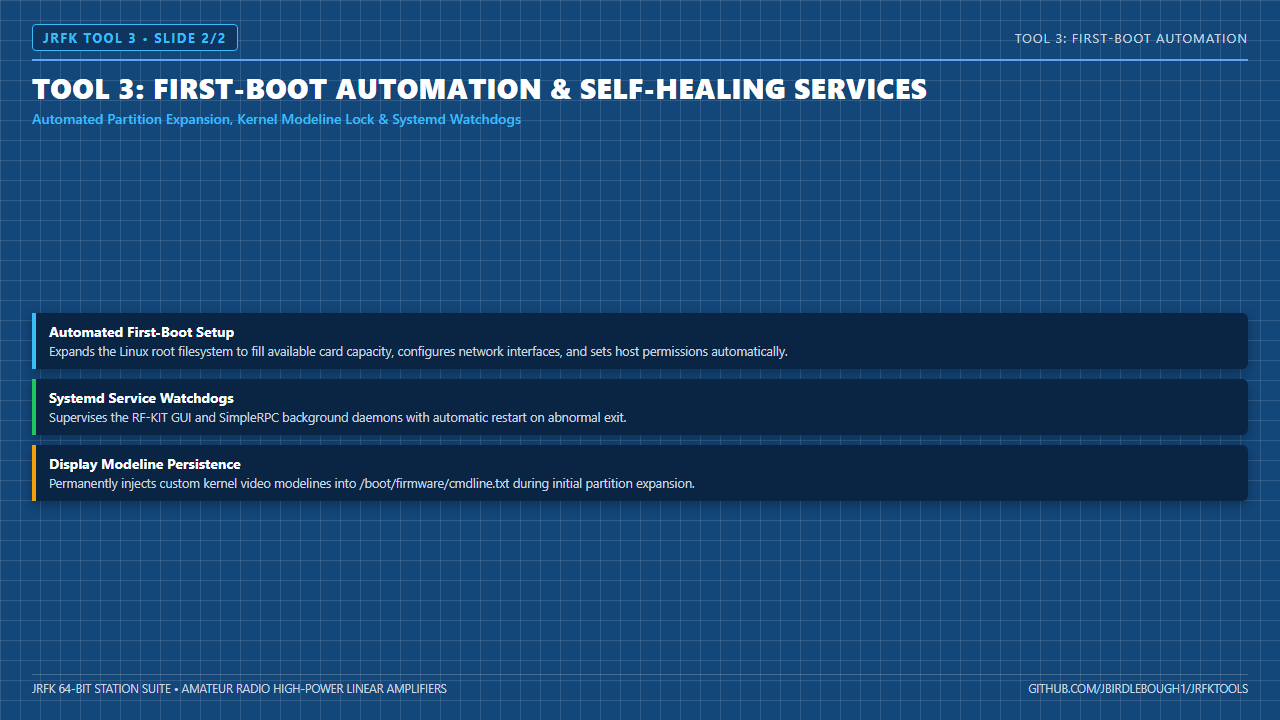 JRFK TOOL 3 • SLIDE 2/2
TOOL 3: FIRST-BOOT AUTOMATION
TOOL 3: FIRST-BOOT AUTOMATION & SELF-HEALING SERVICES
Automated Partition Expansion, Kernel Modeline Lock & Systemd Watchdogs
Automated First-Boot Setup
Expands the Linux root filesystem to fill available card capacity, configures network interfaces, and sets host permissions automatically.
Systemd Service Watchdogs
Supervises the RF-KIT GUI and SimpleRPC background daemons with automatic restart on abnormal exit.
Display Modeline Persistence
Permanently injects custom kernel video modelines into /boot/firmware/cmdline.txt during initial partition expansion.
JRFK 64-BIT STATION SUITE • AMATEUR RADIO HIGH-POWER LINEAR AMPLIFIERS
GITHUB.COM/JBIRDLEBOUGH1/JRFKTOOLS